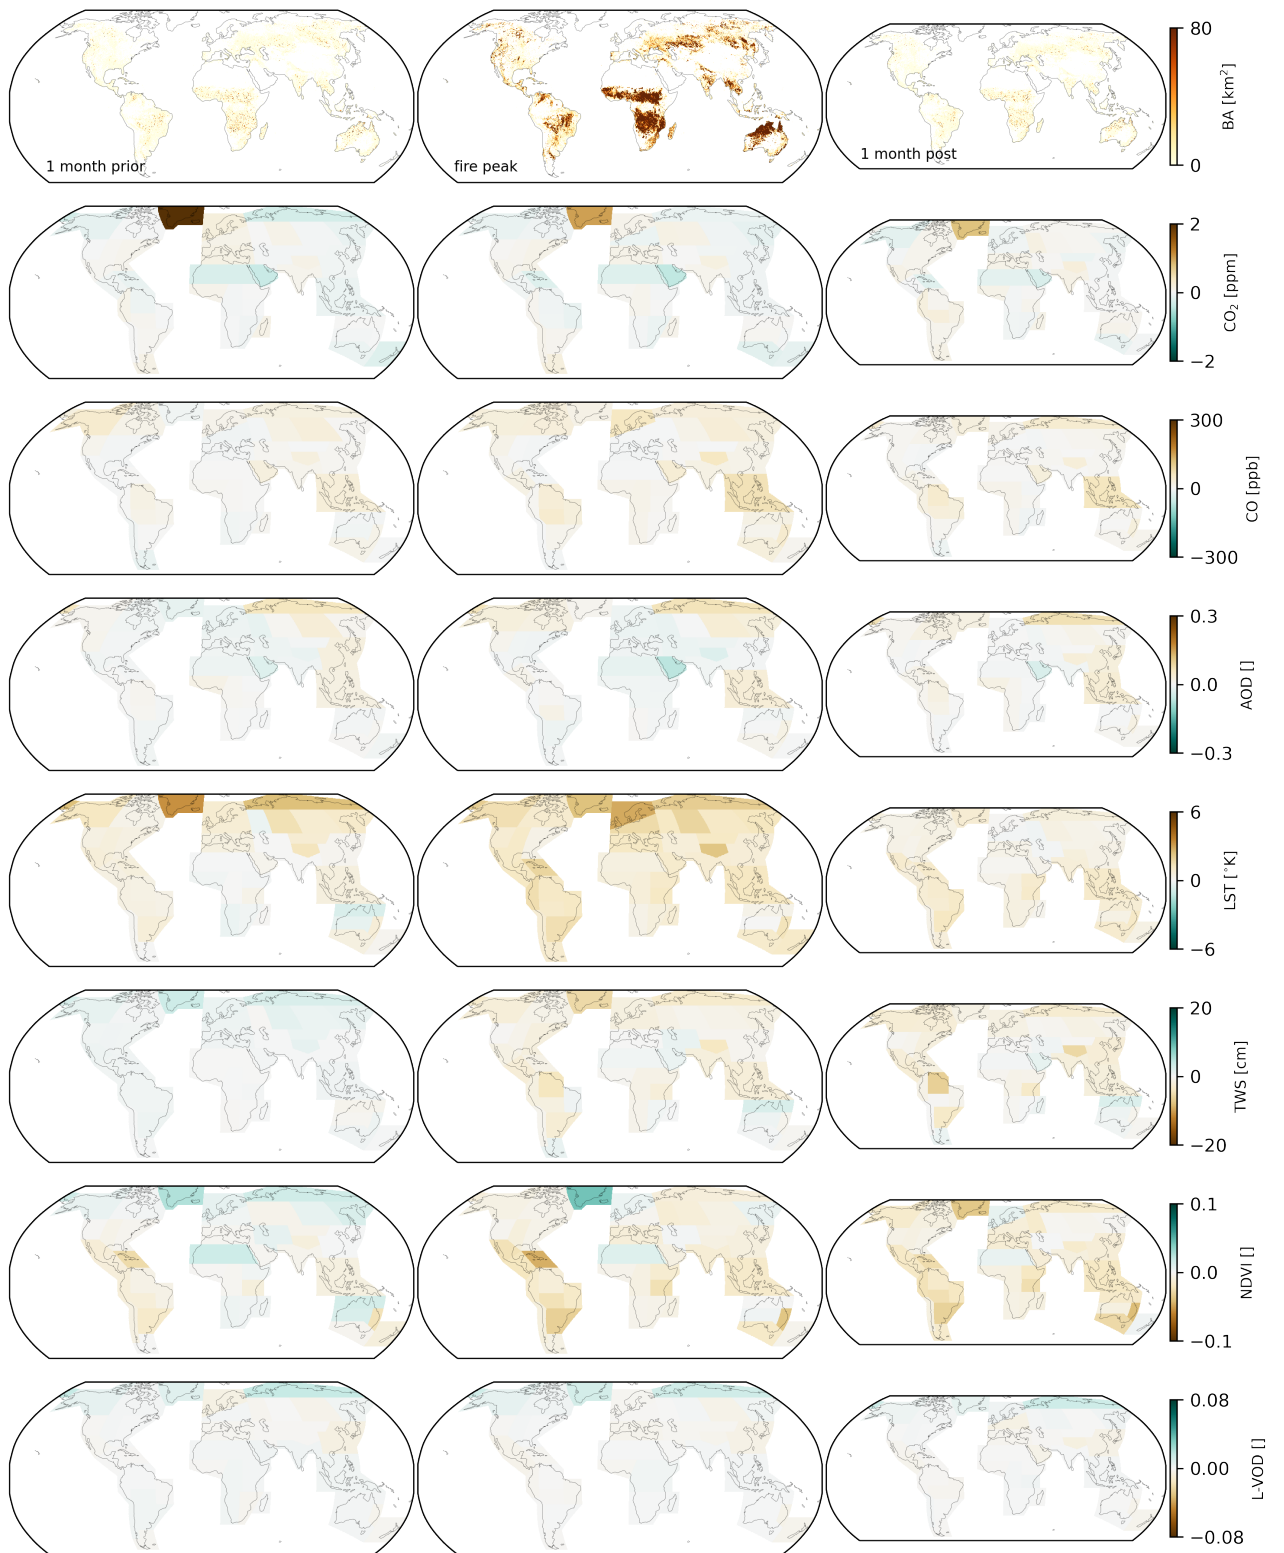 1 month prior
fire peak
1 month post
80
0
BA [km²]
2
0
−2
CO₂ [ppm]
300
0
−300
CO [ppb]
0.3
0.0
−0.3
AOD []
6
0
−6
LST [°K]
20
0
−20
TWS [cm]
0.1
0.0
−0.1
NDVI []
0.08
0.00
−0.08
L-VOD []